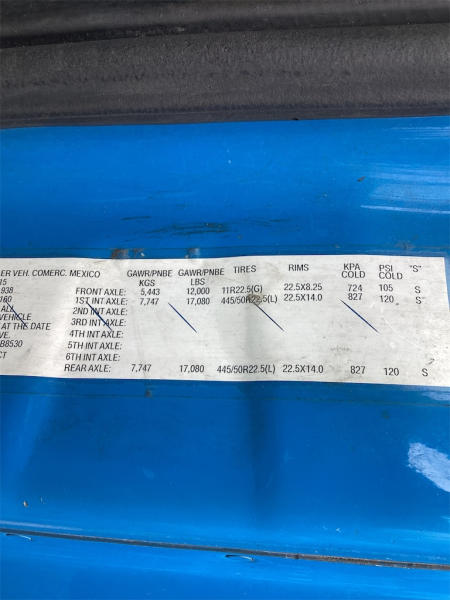 ER VEH. COMERC. MEXICO GAWR/PNBE GAWR/PNBE TIRES RIMS KPA PSI "S"
15 KGS LBS COLD COLD
938 FRONT AXLE: 5,443 12,000 11R22.5(G) 22.5X8.25 724 105 S
160 1ST INT AXLE: 7,747 17,080 445/50R22.5(L) 22.5X14.0 827 120 S
ALL 2ND INT AXLE:
VEHICLE 3RD INT AXLE:
AT THE DATE 4TH INT AXLE:
VE.
B8530 5TH INT AXLE:
CT 6TH INT AXLE:
REAR AXLE: 7,747 17,080 445/50R22.5(L) 22.5X14.0 827 120 S